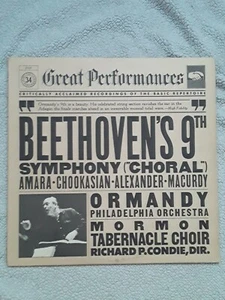 34
Great Performances
CRITICALLY ACCLAIMED RECORDINGS OF THE BASIC REPERTOIRE
BEETHOVEN'S 9TH
SYMPHONY ("CHORAL")
AMARA-CHOOKASIAN-ALEXANDER-MACURDY
ORMANDY
PHILADELPHIA ORCHESTRA
MORMON
TABERNACLE CHOIR
RICHARD P. CONDIE, DIR.